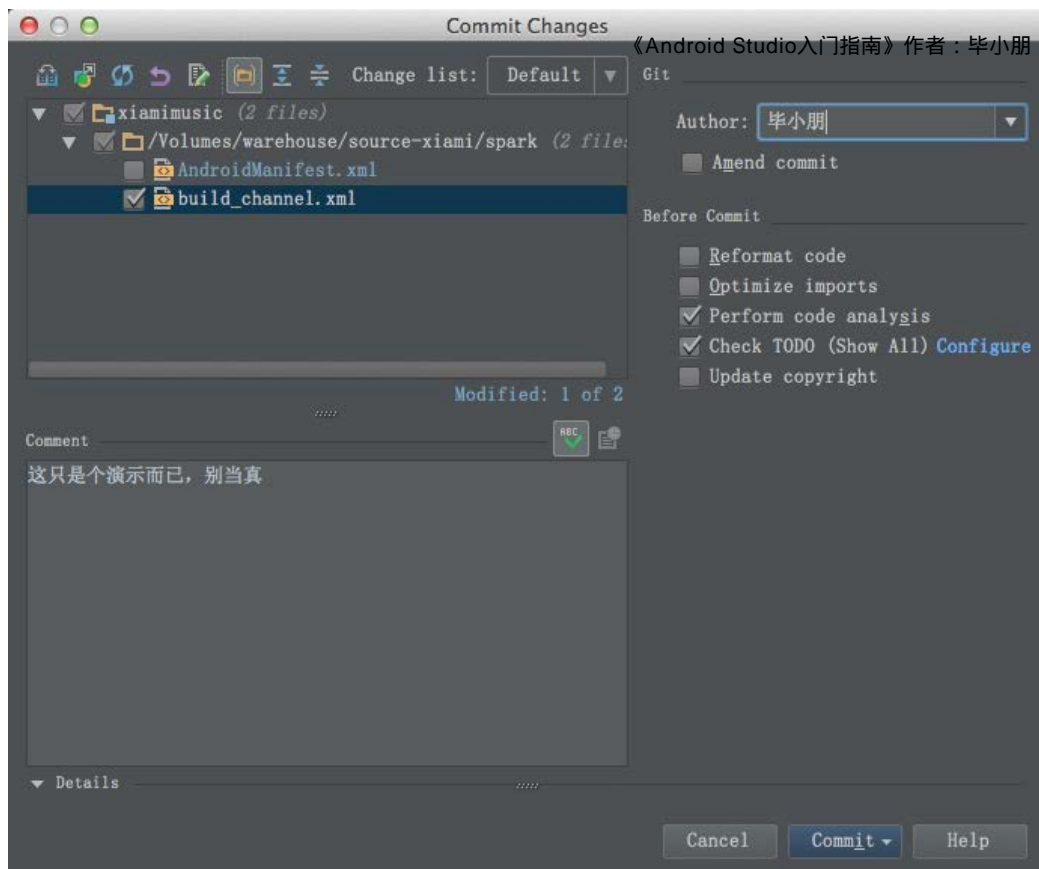 Commit Changes
《Android Studio入门指南》作者：毕小朋
Change list: Default
xiamimusic (2 files)
/Volumes/warehouse/source-xiami/spark (2 file
AndroidManifest.xml
build_channel.xml
Modified: 1 of 2
Comment
ABC
这只是个演示而已，别当真
Details
Git
Author: 毕小朋
Amend commit
Before Commit
Reformat code
Optimize imports
Perform code analysis
Check TODO (Show All) Configure
Update copyright
Cancel
Commit
Help